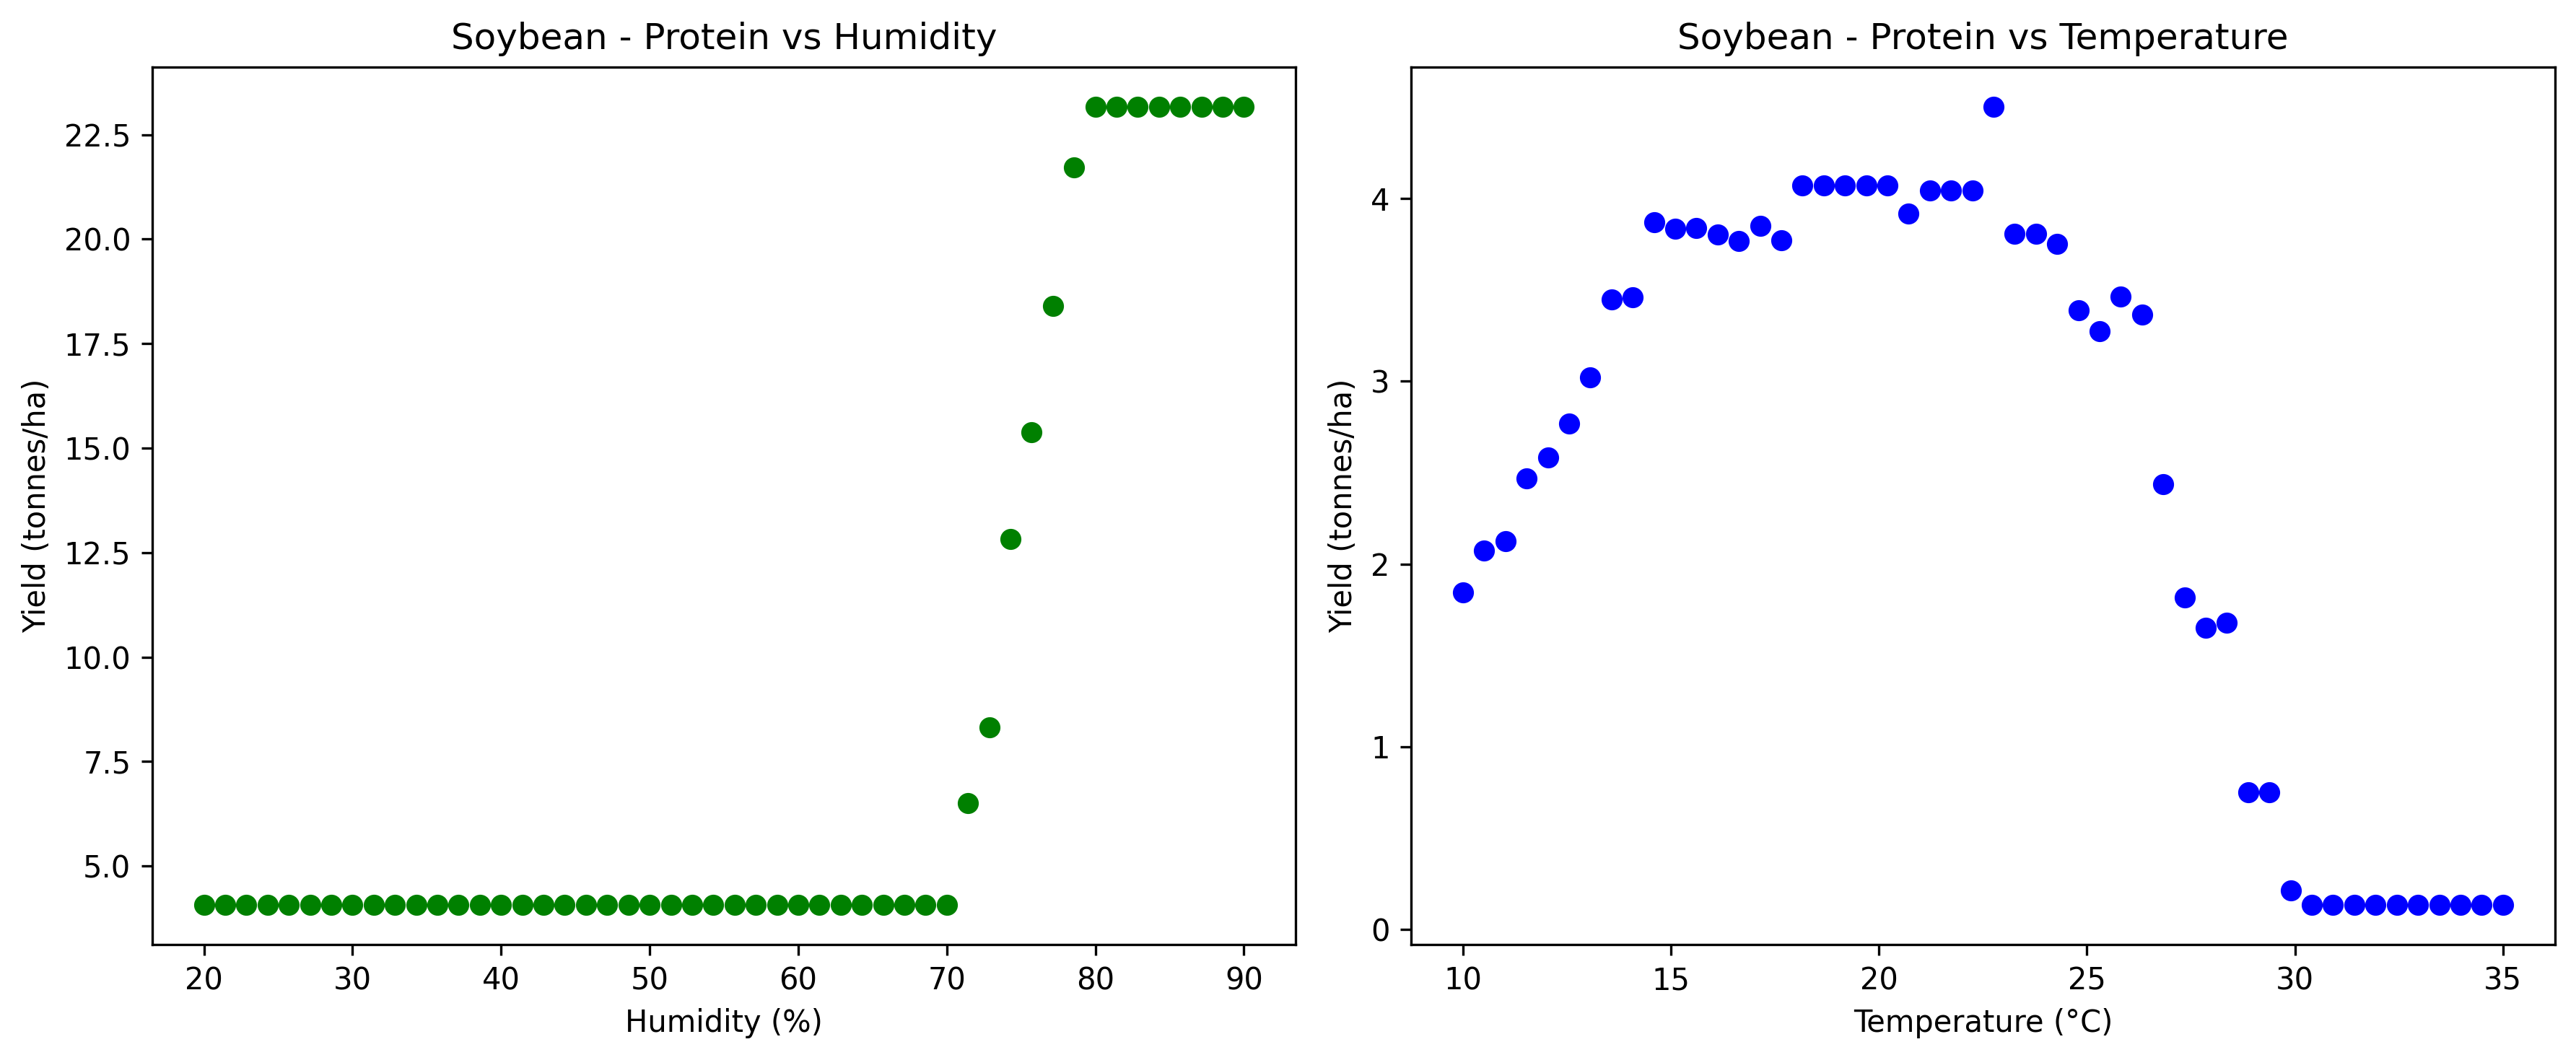 Soybean - Protein vs Humidity
Yield (tonnes/ha)
22.5
20.0
17.5
15.0
12.5
10.0
7.5
5.0
20 30 40 50 60 70 80 90
Humidity (%)
Soybean - Protein vs Temperature
Yield (tonnes/ha)
4
3
2
1
0
10 15 20 25 30 35
Temperature (°C)